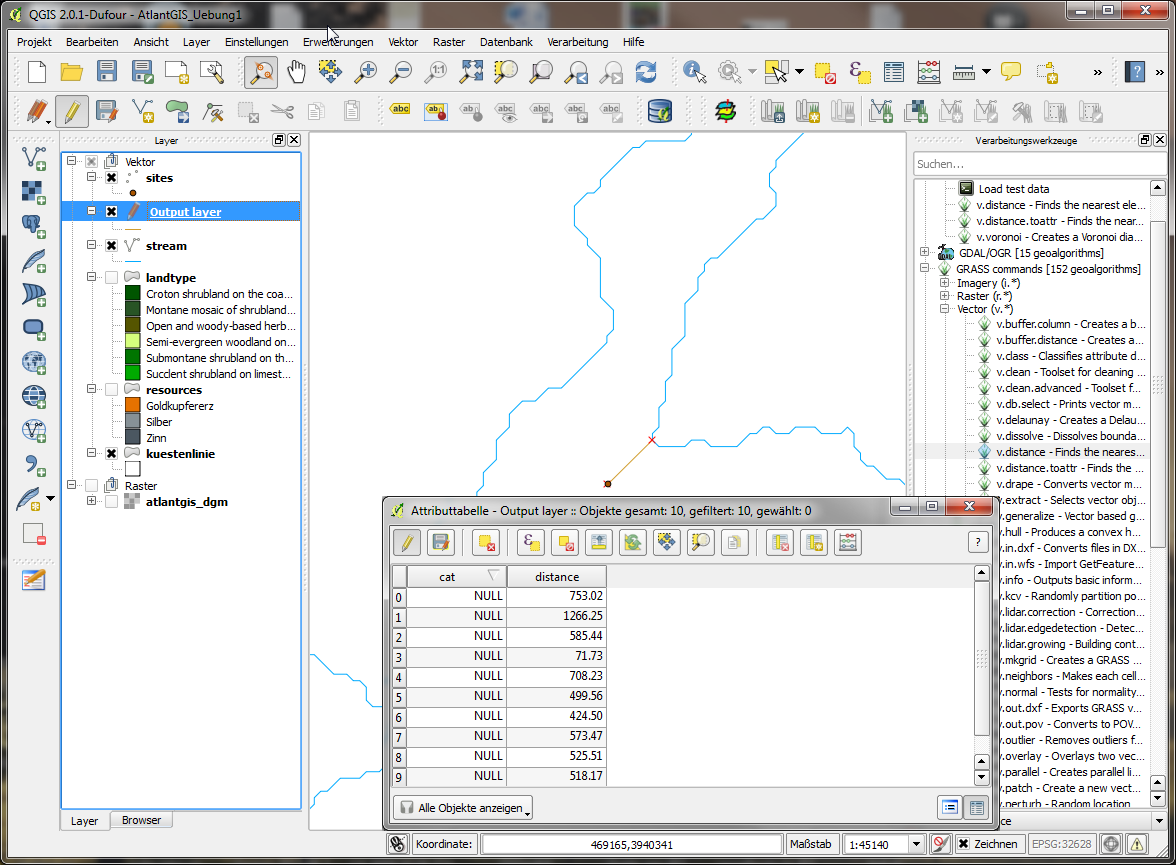 QGIS 2.0.1-Dufour - AtlantGIS_Uebung1
Projekt Bearbeiten Ansicht Layer Einstellungen Erweiterungen Vektor Raster Datenbank Verarbeitung Hilfe
Layer
Vektor
sites
Output layer
stream
landtype
Croton shrubland on the coa...
Montane mosaic of shrubland...
Open and woody-based herb...
Semi-evergreen woodland on...
Submontane shrubland on th...
Succlent shrubland on limest...
resources
Goldkupfererz
Silber
Zinn
kuestenlinie
Raster
atlantgis_dgm
Layer Browser
Verarbeitungswerkzeuge
Suchen...
Load test data
v.distance - Finds the nearest ele...
v.distance.toattr - Finds the near...
v.voronoi - Creates a Voronoi dia...
GDAL/OGR [15 geoalgorithms]
GRASS commands [152 geoalgorithms]
Imagery (i.*)
Raster (r.*)
Vector (v.*)
v.buffer.column - Creates a b...
v.buffer.distance - Creates a...
v.class - Classifies attribute d...
v.clean - Toolset for cleaning ...
v.clean.advanced - Toolset f...
v.db.select - Prints vector m...
v.delaunay - Creates a Delau...
v.dissolve - Dissolves bounda...
v.distance - Finds the neares...
v.distance.toattr - Finds the ...
v.drape - Converts vector m...
v.extract - Selects vector obj...
v.generalize - Vector based g...
v.hull - Produces a convex h...
v.in.dxf - Converts files in DX...
v.in.wfs - Import GetFeature...
v.info - Outputs basic inform...
v.kcv - Randomly partition po...
v.lidar.correction - Correction...
v.lidar.edgedetection - Detec...
v.lidar.growing - Building cont...
v.mkgrid - Creates a GRASS ...
v.neighbors - Makes each cell...
v.normal - Tests for normality...
v.out.dxf - Exports GRASS v...
v.out.pov - Converts to POV...
v.outlier - Removes outliers f...
v.overlay - Overlays two vec...
v.parallel - Creates parallel li...
v.patch - Create a new vect...
v.perturb - Random location
Attributtabelle - Output layer :: Objekte gesamt: 10, gefiltert: 10, gewählt: 0
cat distance
0 NULL 753.02
1 NULL 1266.25
2 NULL 585.44
3 NULL 71.73
4 NULL 708.23
5 NULL 499.56
6 NULL 424.50
7 NULL 573.47
8 NULL 525.51
9 NULL 518.17
Alle Objekte anzeigen
Koordinate: 469165,3940341 Maßstab 1:45140 Zeichnen EPSG:32628